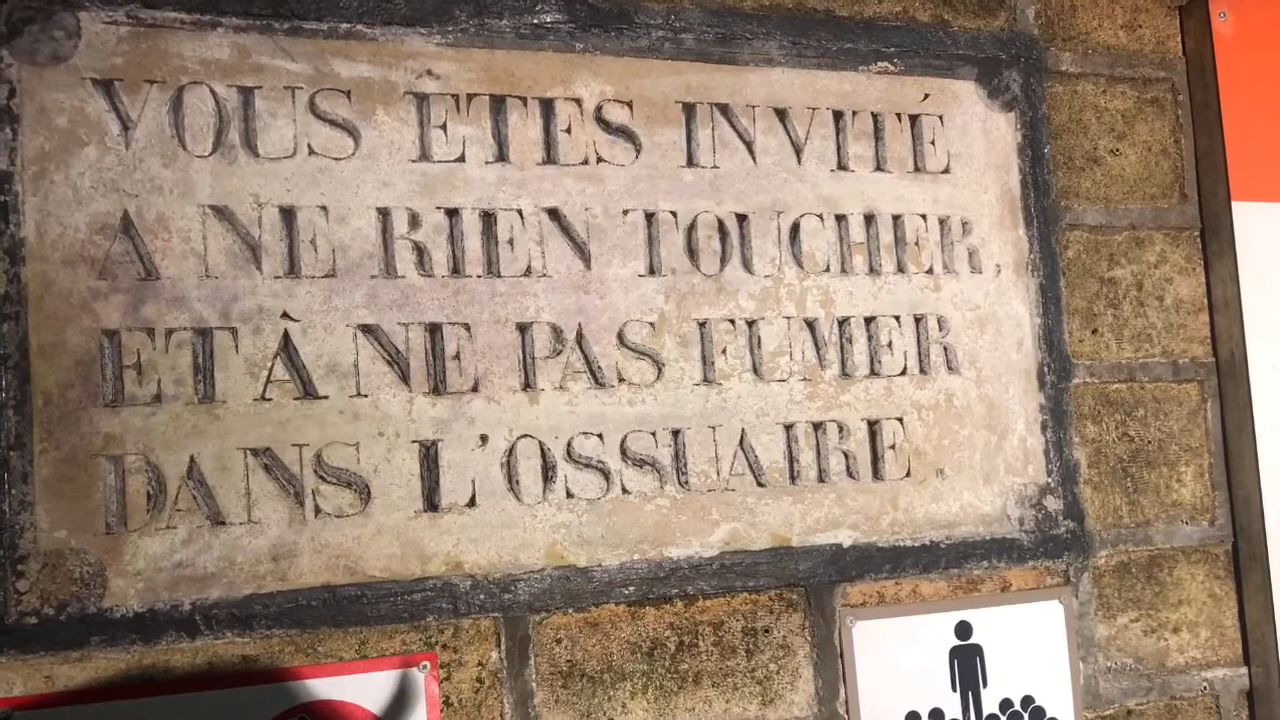 VOUS ÊTES INVITÉ
A NE RIEN TOUCHER,
ET À NE PAS FUMER
DANS L'OSSUAIRE.